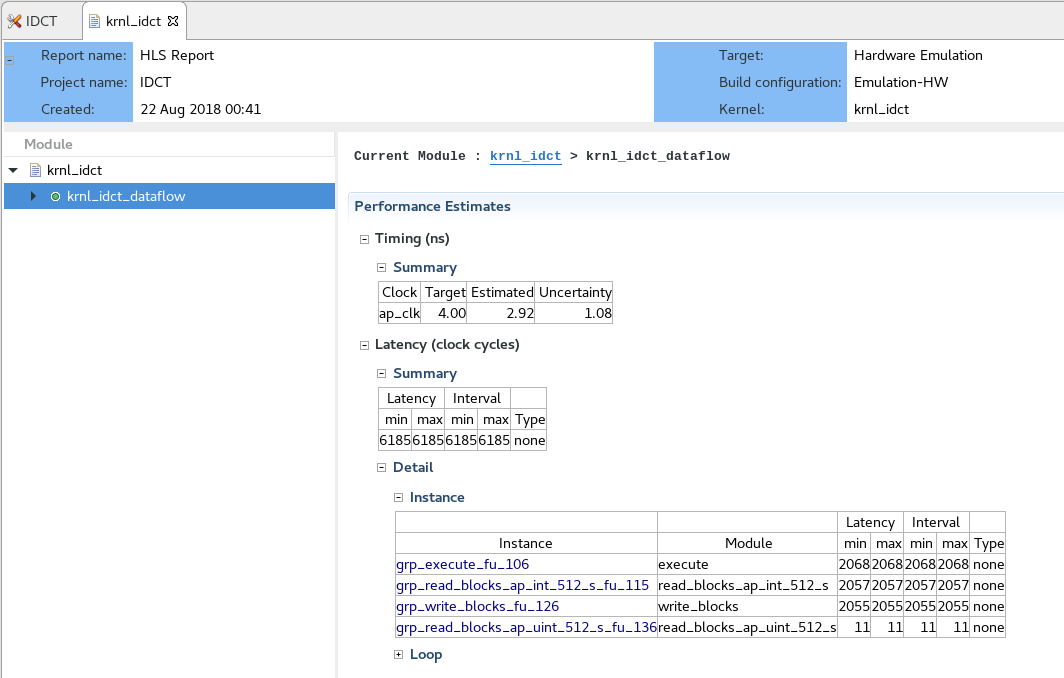 IDCT krnl_idct
Report name: HLS Report Target: Hardware Emulation
Project name: IDCT Build configuration: Emulation-HW
Created: 22 Aug 2018 00:41 Kernel: krnl_idct
Module
krnl_idct
krnl_idct_dataflow
Current Module : krnl_idct > krnl_idct_dataflow
Performance Estimates
Timing (ns)
Summary
Clock Target Estimated Uncertainty
ap_clk 4.00 2.92 1.08
Latency (clock cycles)
Summary
Latency Interval
min max min max Type
6185 6185 6185 6185 none
Detail
Instance
Latency Interval
Instance Module min max min max Type
grp_execute_fu_106 execute 2068 2068 2068 2068 none
grp_read_blocks_ap_int_512_s_fu_115 read_blocks_ap_int_512_s 2057 2057 2057 2057 none
grp_write_blocks_fu_126 write_blocks 2055 2055 2055 2055 none
grp_read_blocks_ap_uint_512_s_fu_136 read_blocks_ap_uint_512_s 11 11 11 11 none
Loop